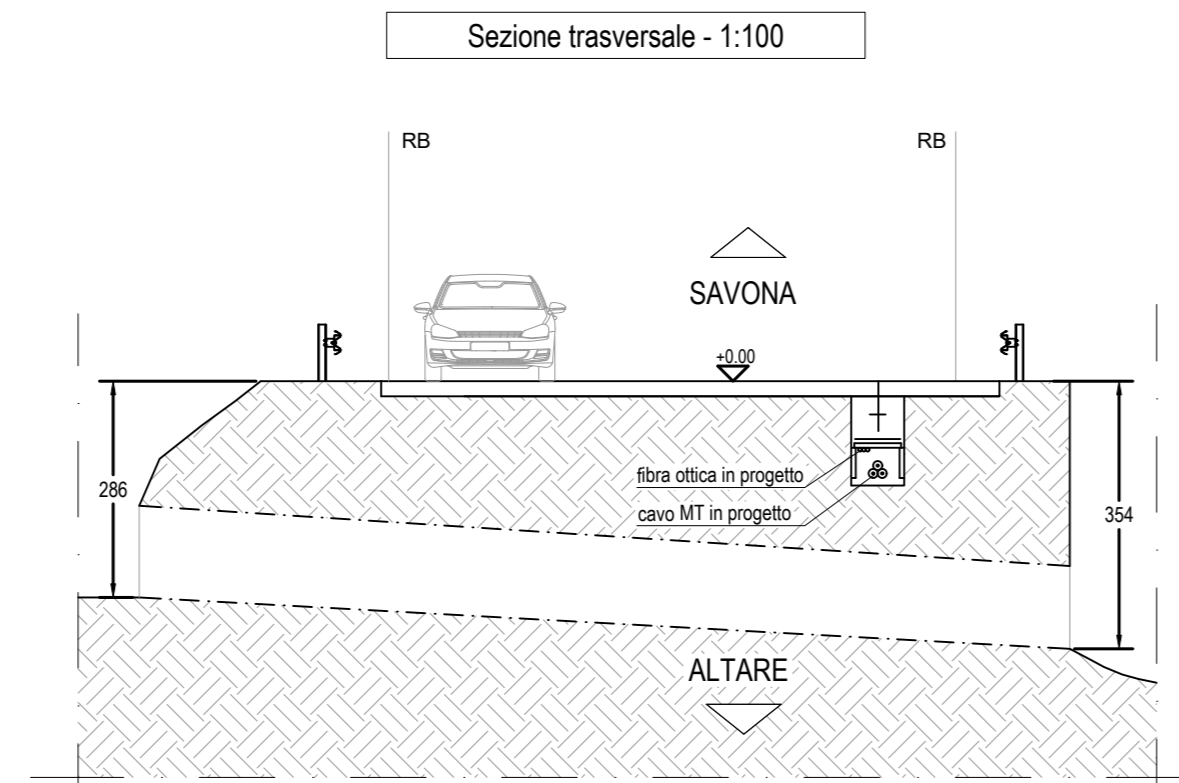 Sezione trasversale - 1:100
RB
RB
SAVONA
+0.00
286
fibra ottica in progetto
cavo MT in progetto
354
ALTARE